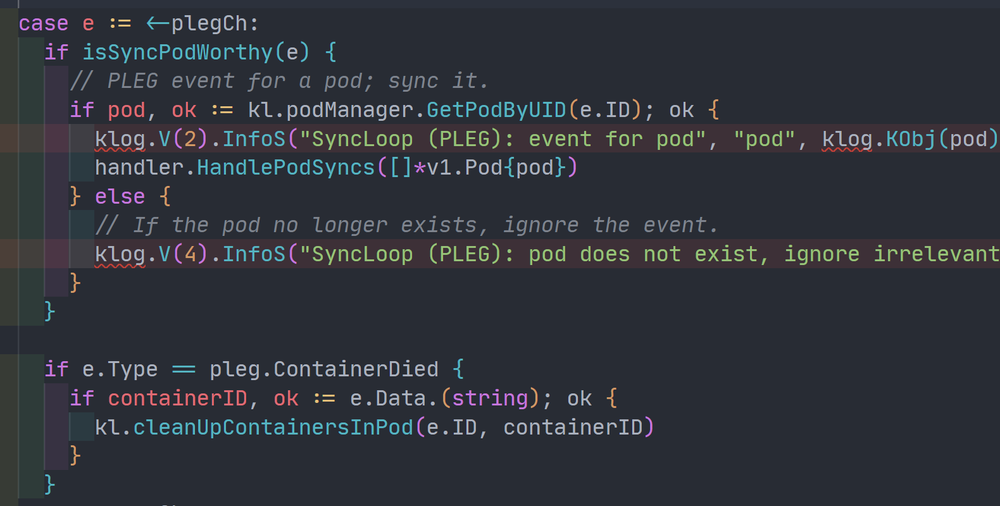 case e := <-plegCh:
if isSyncPodWorthy(e) {
// PLEG event for a pod; sync it.
if pod, ok := kl.podManager.GetPodByUID(e.ID); ok {
klog.V(2).InfoS("SyncLoop (PLEG): event for pod", "pod", klog.KObj(pod)
handler.HandlePodSyncs([]*v1.Pod{pod})
} else {
// If the pod no longer exists, ignore the event.
klog.V(4).InfoS("SyncLoop (PLEG): pod does not exist, ignore irrelevant
}
}
if e.Type == pleg.ContainerDied {
if containerID, ok := e.Data.(string); ok {
kl.cleanUpContainersInPod(e.ID, containerID)
}
}